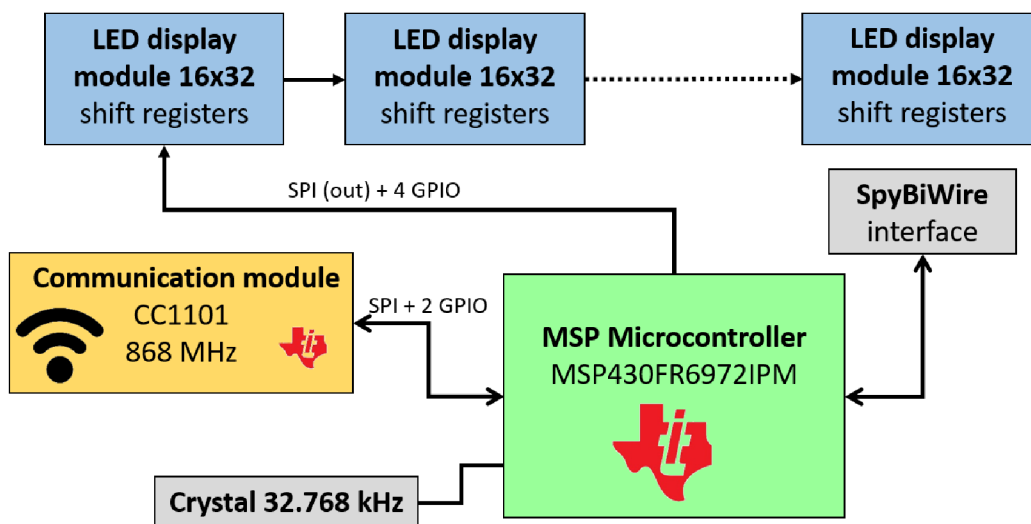 LED display
module 16x32
shift registers
LED display
module 16x32
shift registers
LED display
module 16x32
shift registers
SPI (out) + 4 GPIO
SpyBiWire
interface
Communication module
CC1101
868 MHz
SPI + 2 GPIO
MSP Microcontroller
MSP430FR6972IPM
Crystal 32.768 kHz